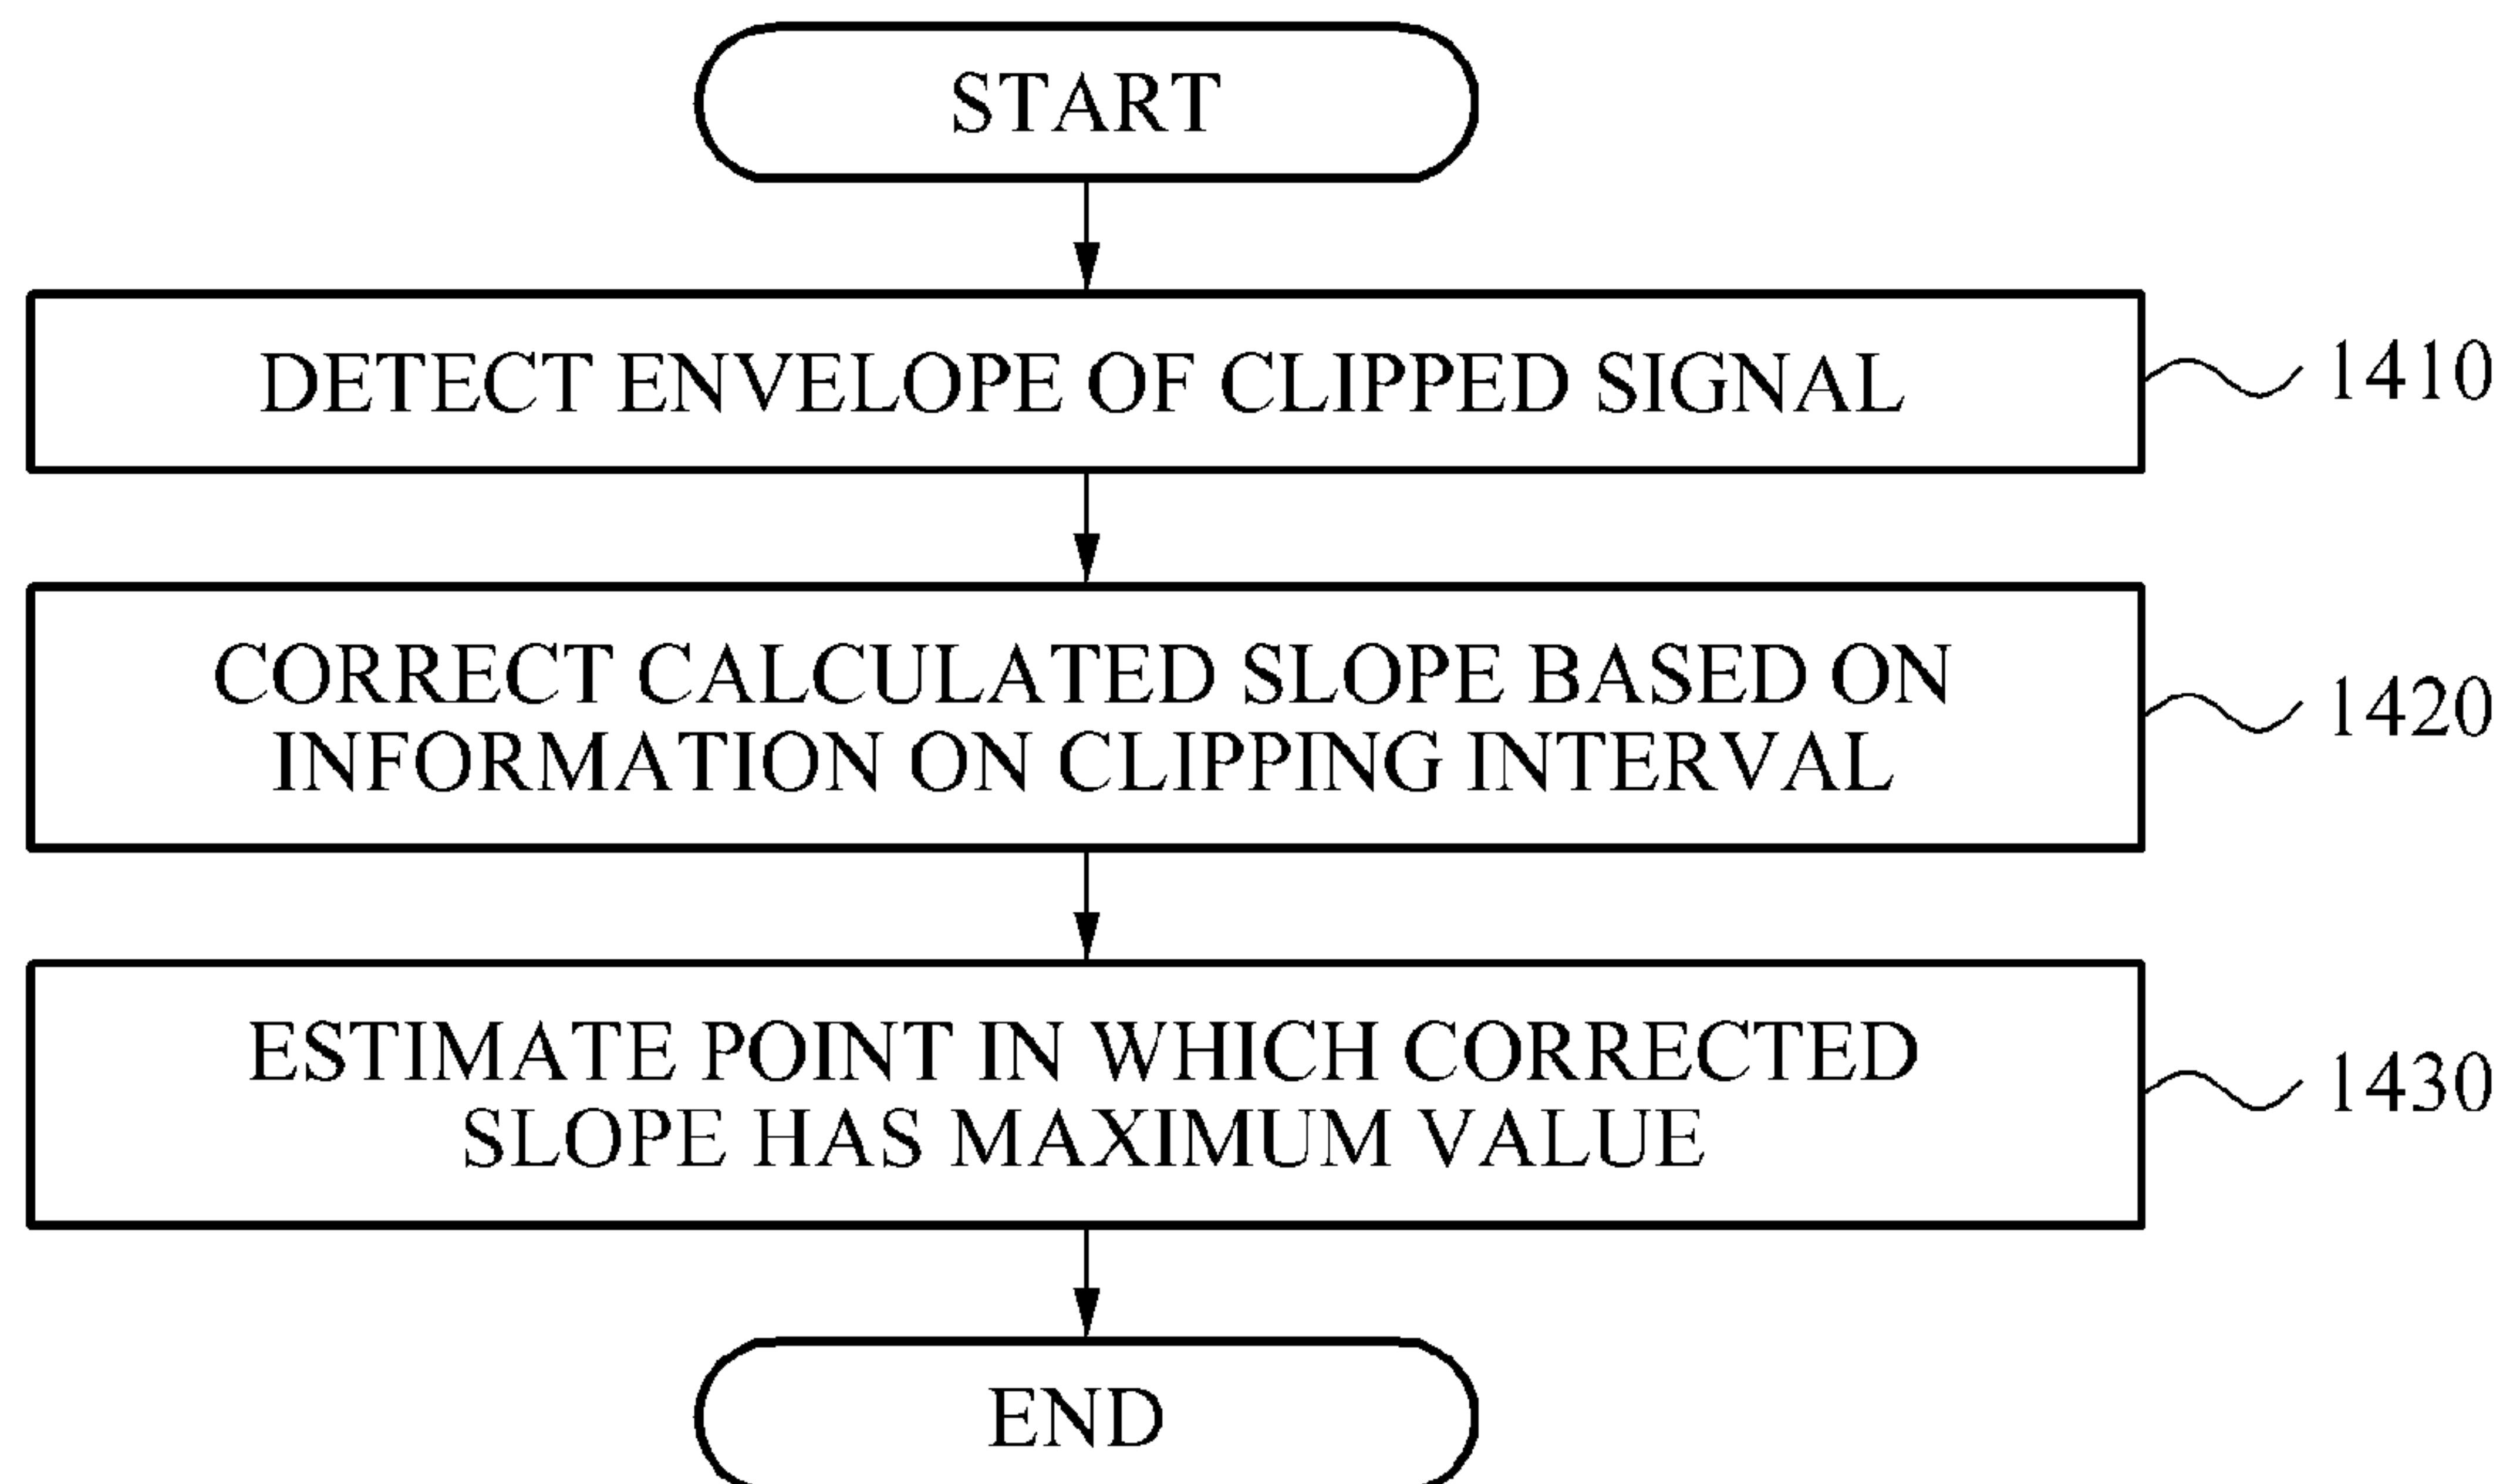 START
DETECT ENVELOPE OF CLIPPED SIGNAL
1410
CORRECT CALCULATED SLOPE BASED ON
INFORMATION ON CLIPPING INTERVAL
1420
ESTIMATE POINT IN WHICH CORRECTED
SLOPE HAS MAXIMUM VALUE
1430
END